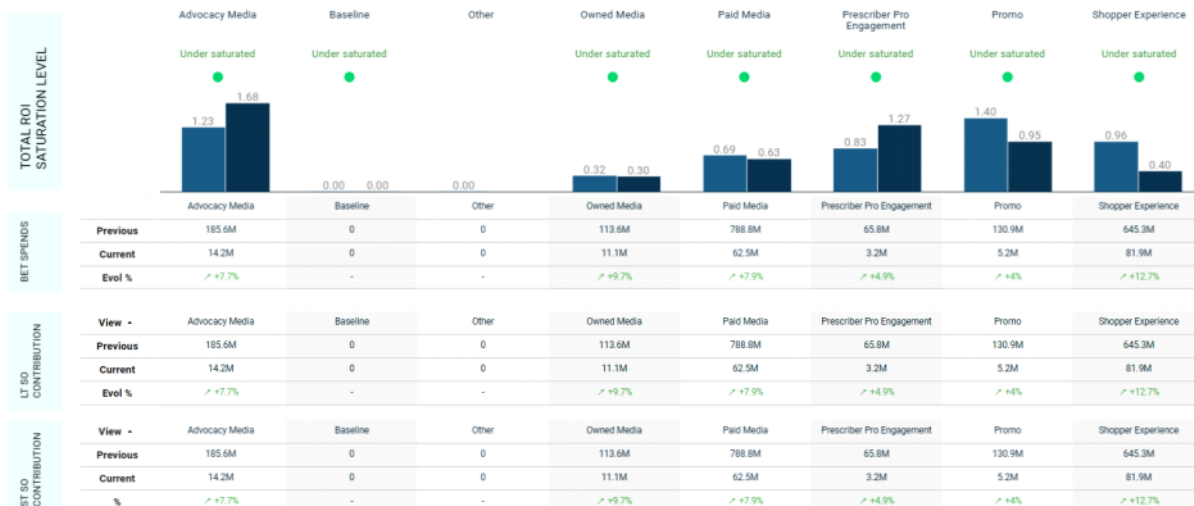 Advocacy Media Baseline Other Owned Media Paid Media Prescriber Pro Engagement Promo Shopper Experience
Under saturated Under saturated Under saturated Under saturated Under saturated Under saturated Under saturated
TOTAL ROI
SATURATION LEVEL
1.23 1.68 0.00 0.00 0.00 0.32 0.30 0.69 0.63 0.83 1.27 1.40 0.95 0.96 0.40
Advocacy Media Baseline Other Owned Media Paid Media Prescriber Pro Engagement Promo Shopper Experience
BET SPENDS
Previous 185.6M 0 0 113.6M 788.8M 65.8M 130.9M 645.3M
Current 14.2M 0 0 11.1M 62.5M 3.2M 5.2M 81.9M
Evol % ↗ +7.7% - - ↗ +9.7% ↗ +7.9% ↗ +4.9% ↗ +4% ↗ +12.7%
LT SO
CONTRIBUTION
View Advocacy Media Baseline Other Owned Media Paid Media Prescriber Pro Engagement Promo Shopper Experience
Previous 185.6M 0 0 113.6M 788.8M 65.8M 130.9M 645.3M
Current 14.2M 0 0 11.1M 62.5M 3.2M 5.2M 81.9M
Evol % ↗ +7.7% - - ↗ +9.7% ↗ +7.9% ↗ +4.9% ↗ +4% ↗ +12.7%
ST SO
CONTRIBUTION
View Advocacy Media Baseline Other Owned Media Paid Media Prescriber Pro Engagement Promo Shopper Experience
Previous 185.6M 0 0 113.6M 788.8M 65.8M 130.9M 645.3M
Current 14.2M 0 0 11.1M 62.5M 3.2M 5.2M 81.9M
% ↗ +7.7% - - ↗ +9.7% ↗ +7.9% ↗ +4.9% ↗ +4% ↗ +12.7%